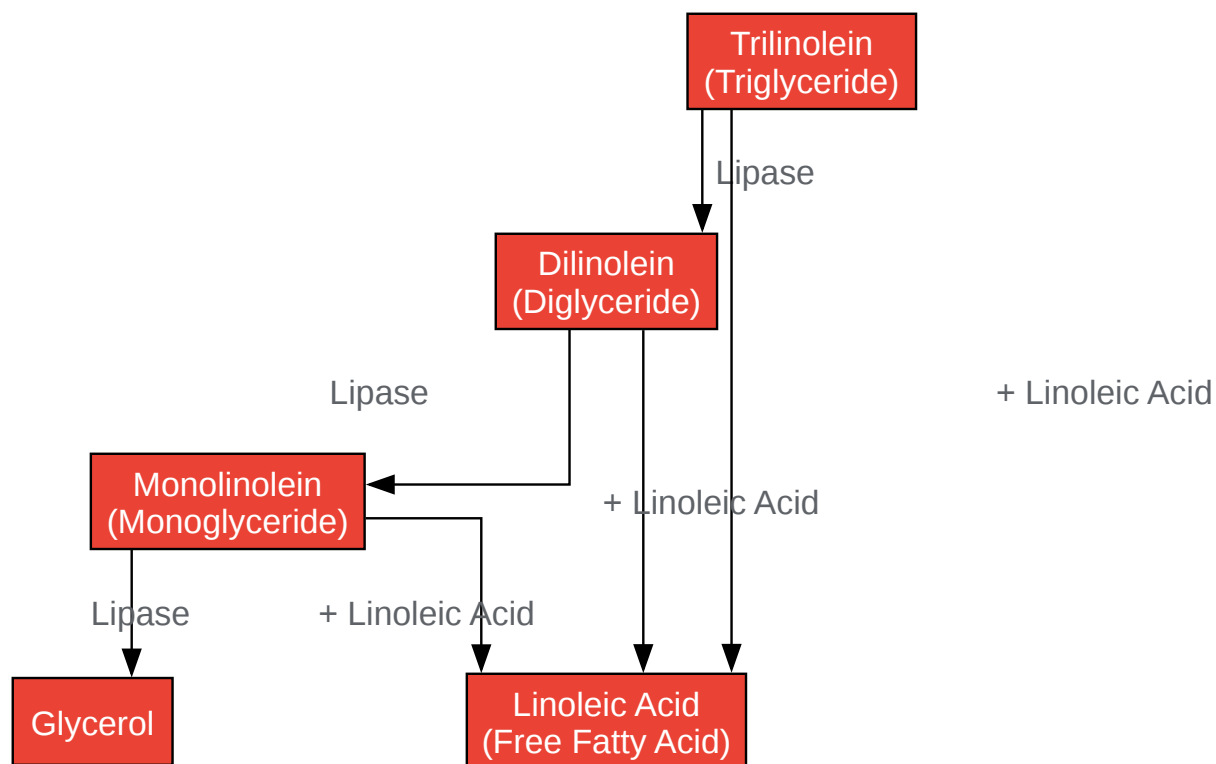 Trilinolein
(Triglyceride)
Lipase
Dilinolein
(Diglyceride)
Lipase
+ Linoleic Acid
Monolinolein
(Monoglyceride)
+ Linoleic Acid
Lipase
+ Linoleic Acid
Glycerol
Linoleic Acid
(Free Fatty Acid)